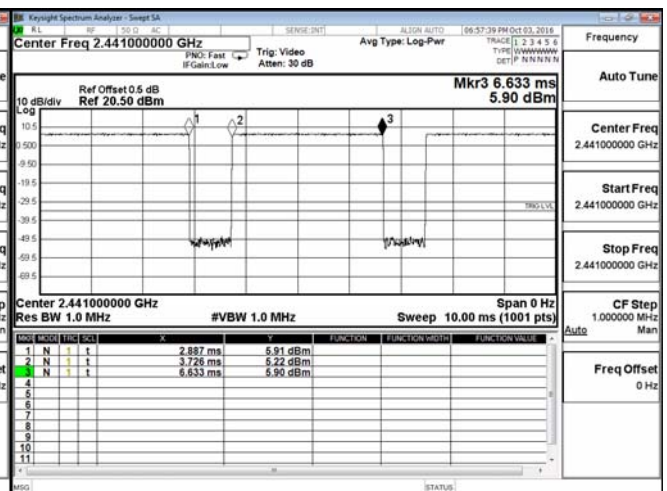 Keysight Spectrum Analyzer - Swept SA
RL RF 50 Ω AC SENSE:INT ALIGN AUTO 06:57:39 PM Oct 03, 2016
Center Freq 2.441000000 GHz
PNO: Fast
IFGain:Low
Trig: Video
Atten: 30 dB
Avg Type: Log-Pwr
TRACE 1 2 3 4 5 6
TYPE WWWWWW
DET P N N N N N
Frequency
Auto Tune
Ref Offset 0.5 dB
10 dB/div Ref 20.50 dBm
Mkr3 6.633 ms
5.90 dBm
Log
10.5
0.500
-9.50
-19.5
-29.5
-39.5
-49.5
-59.5
-69.5
1
2
3
TRIG LVL
Center Freq
2.441000000 GHz
Start Freq
2.441000000 GHz
Stop Freq
2.441000000 GHz
CF Step
1.000000 MHz
Auto Man
Freq Offset
0 Hz
Center 2.441000000 GHz Span 0 Hz
Res BW 1.0 MHz #VBW 1.0 MHz Sweep 10.00 ms (1001 pts)
MKR MODE TRC SCL X Y FUNCTION FUNCTION WIDTH FUNCTION VALUE
1 N 1 t 2.887 ms 5.91 dBm
2 N 1 t 3.726 ms 5.22 dBm
3 N 1 t 6.633 ms 5.90 dBm
4
5
6
7
8
9
10
11
MSG STATUS